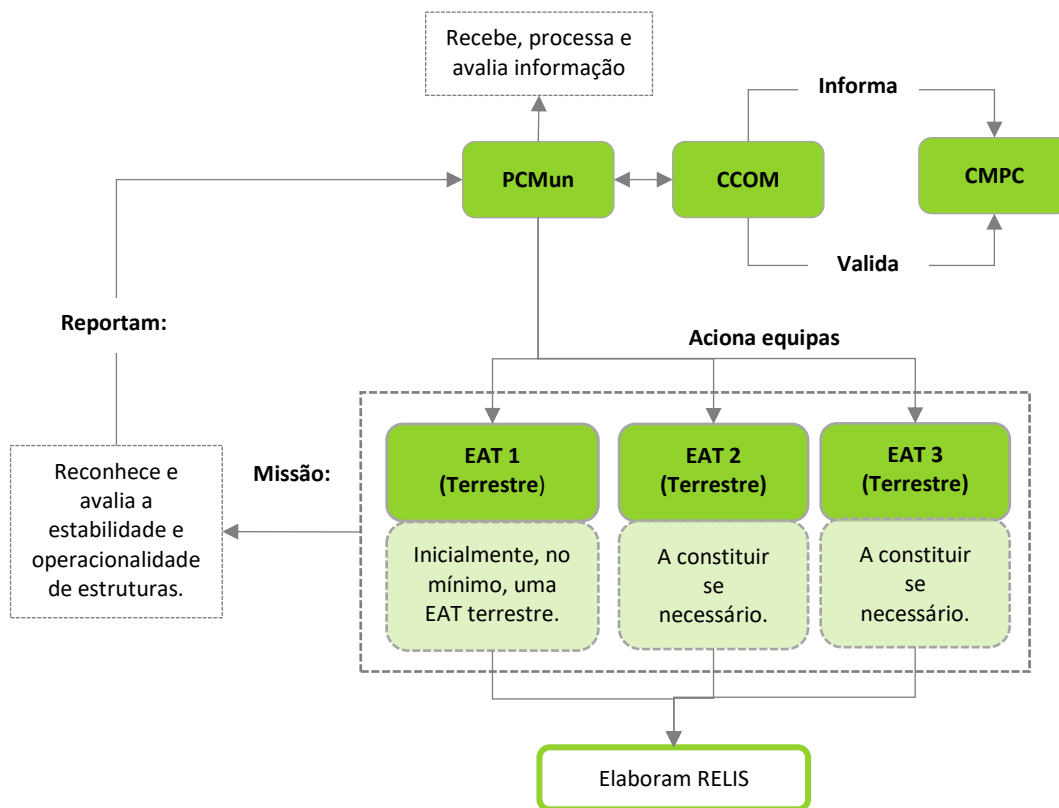 Recebe, processa e
avalia informação
Informa
PCMun
CCOM
CMPC
Valida
Reportam:
Aciona equipas
Missão:
Reconhece e
avalia a
estabilidade e
operacionalidade
de estruturas.
EAT 1
(Terrestre)
EAT 2
(Terrestre)
EAT 3
(Terrestre)
Inicialmente, no
mínimo, uma
EAT terrestre.
A constituir
se
necessário.
A constituir
se
necessário.
Elaboram RELIS